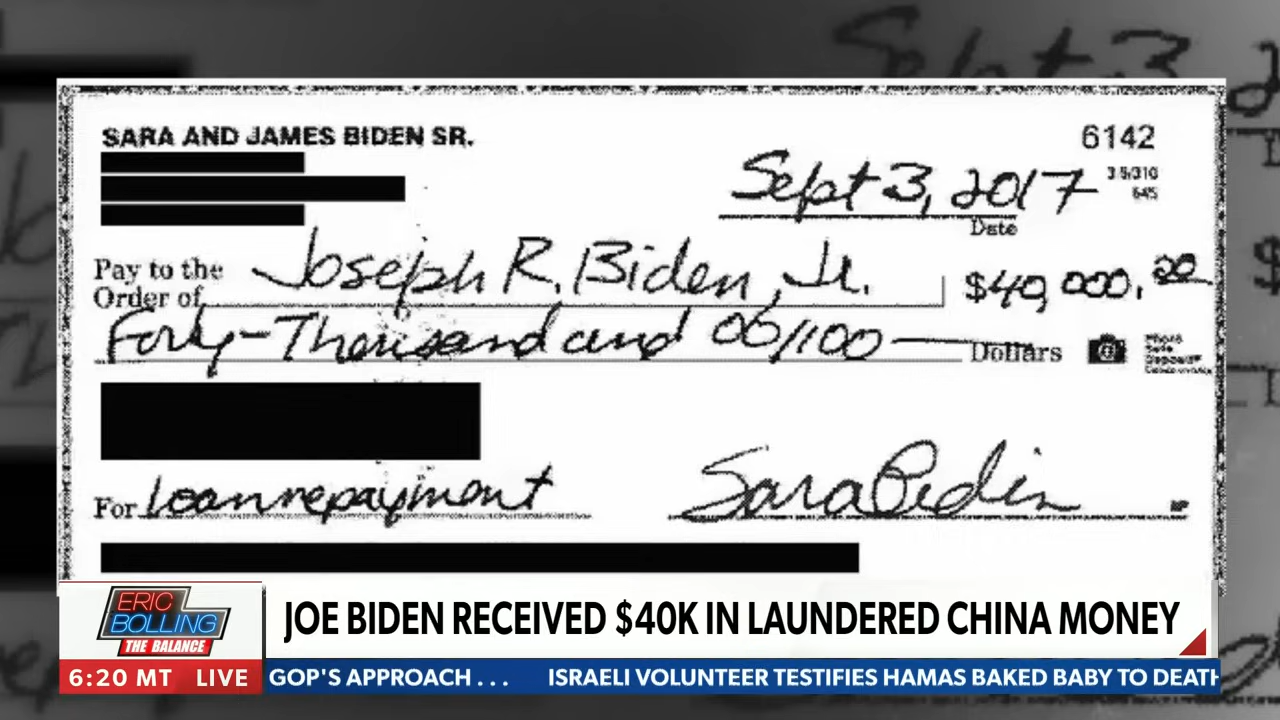 SARA AND JAMES BIDEN SR.
6142
Sept 3, 2017
Date
Pay to the
Order of
Joseph R. Biden, Jr.
$40,000.00
Forty-Thousand and 00/100
Dollars
For
Loan repayment
Sara Biden
ERIC
BOLLING
THE BALANCE
JOE BIDEN RECEIVED $40K IN LAUNDERED CHINA MONEY
6:20 MT LIVE
GOP'S APPROACH . . . ISRAELI VOLUNTEER TESTIFIES HAMAS BAKED BABY TO DEATH